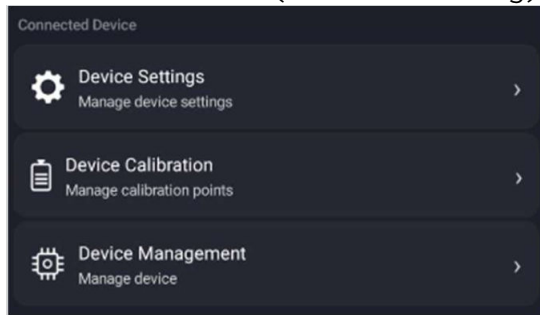 Connected Device
Device Settings
Manage device settings
Device Calibration
Manage calibration points
Device Management
Manage device